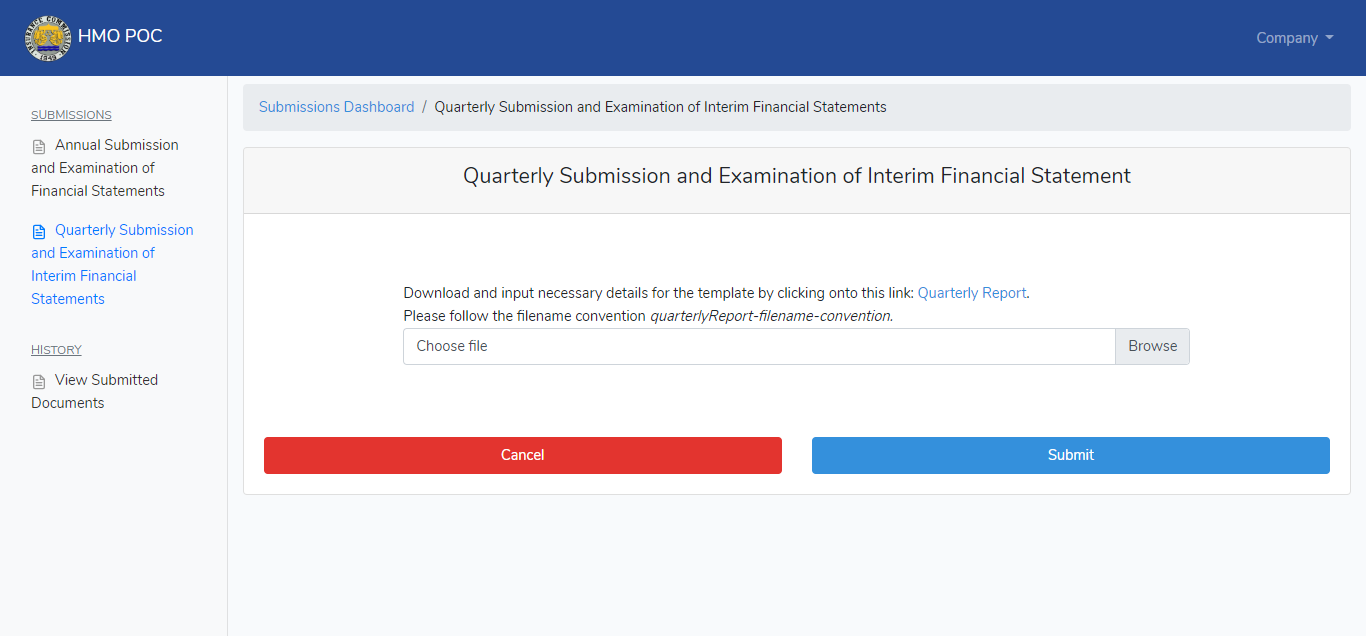 INSURANCE COMMISSION
1949
HMO POC
Company
SUBMISSIONS
Annual Submission
and Examination of
Financial Statements
Quarterly Submission
and Examination of
Interim Financial
Statements
HISTORY
View Submitted
Documents
Submissions Dashboard / Quarterly Submission and Examination of Interim Financial Statements
Quarterly Submission and Examination of Interim Financial Statement
Download and input necessary details for the template by clicking onto this link: Quarterly Report.
Please follow the filename convention quarterlyReport-filename-convention.
Choose file
Browse
Cancel
Submit